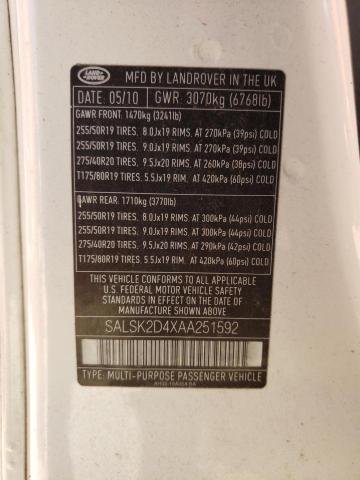 LAND ROVER
MFD BY LANDROVER IN THE UK
DATE: 05/10 GWR: 3070kg (6768lb)
GAWR FRONT: 1470kg (3241lb)
255/50R19 TIRES, 8.0Jx19 RIMS, AT 270kPa (39psi) COLD
255/50R19 TIRES, 9.0Jx19 RIMS, AT 270kPa (39psi) COLD
275/40R20 TIRES, 9.5Jx20 RIMS, AT 260kPa (38psi) COLD
T175/80R19 TIRES, 5.5Jx19 RIM, AT 420kPa (60psi) COLD
GAWR REAR: 1710kg (3770lb)
255/50R19 TIRES, 8.0Jx19 RIMS, AT 300kPa (44psi) COLD
255/50R19 TIRES, 9.0Jx19 RIMS, AT 300kPa (44psi) COLD
275/40R20 TIRES, 9.5Jx20 RIMS, AT 290kPa (42psi) COLD
T175/80R19 TIRES, 5.5Jx19 RIM, AT 420kPa (60psi) COLD
THIS VEHICLE CONFORMS TO ALL APPLICABLE
U.S. FEDERAL MOTOR VEHICLE SAFETY
STANDARDS IN EFFECT ON THE DATE OF
MANUFACTURE SHOWN ABOVE
SALSK2D4XAA251592
TYPE: MULTI-PURPOSE PASSENGER VEHICLE